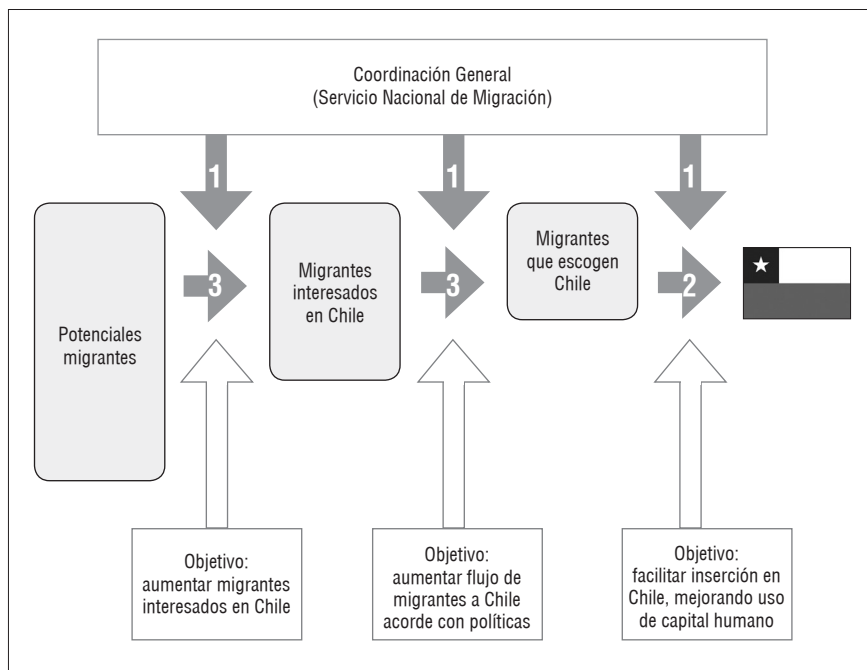 Coordinación General
(Servicio Nacional de Migración)
1
1
1
Potenciales
migrantes
3
Migrantes
interesados
en Chile
3
Migrantes
que escogen
Chile
2
Objetivo:
aumentar migrantes
interesados en Chile
Objetivo:
aumentar flujo de
migrantes a Chile
acorde con políticas
Objetivo:
facilitar inserción en
Chile, mejorando uso
de capital humano